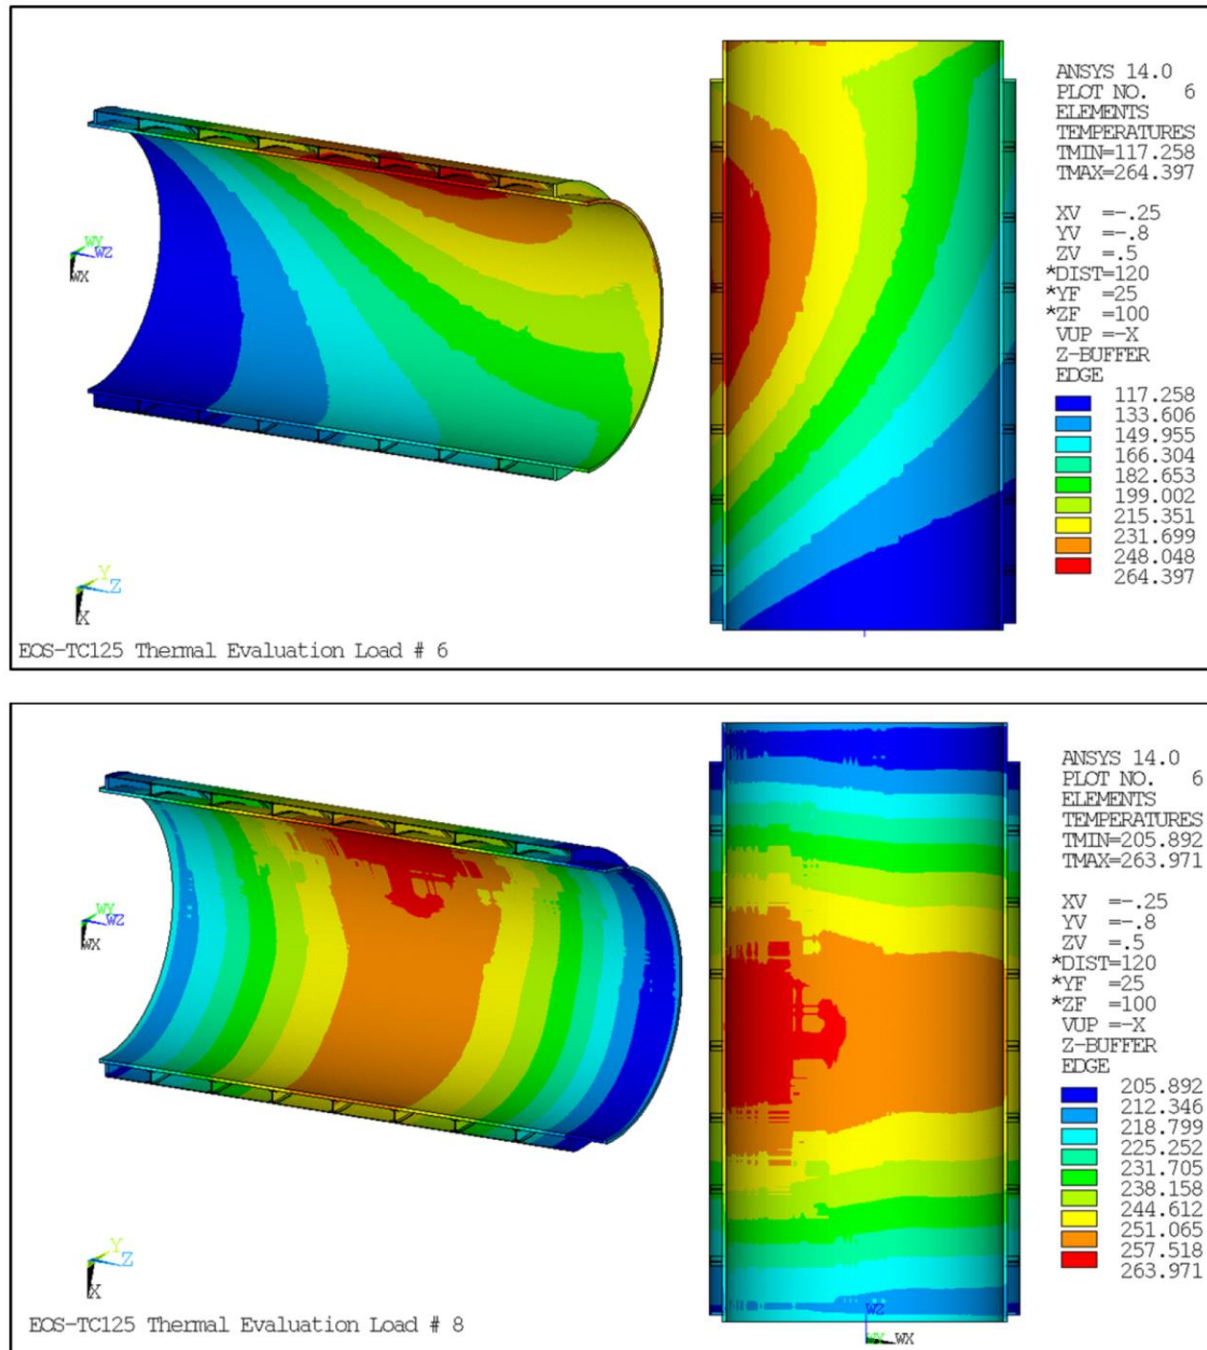 ANSYS 14.0
PLOT NO. 6
ELEMENTS
TEMPERATURES
TMIN=117.258
TMAX=264.397
XV =-.25
YV =-.8
ZV =.5
*DIST=120
*YF =25
*ZF =100
VUP =-X
Z-BUFFER
EDGE
117.258
133.606
149.955
166.304
182.653
199.002
215.351
231.699
248.048
264.397
WY
WZ
WX
Y
Z
X
EOS-TC125 Thermal Evaluation Load # 6
ANSYS 14.0
PLOT NO. 6
ELEMENTS
TEMPERATURES
TMIN=205.892
TMAX=263.971
XV =-.25
YV =-.8
ZV =.5
*DIST=120
*YF =25
*ZF =100
VUP =-X
Z-BUFFER
EDGE
205.892
212.346
218.799
225.252
231.705
238.158
244.612
251.065
257.518
263.971
WY
WZ
WX
Y
Z
X
WZ
WY WX
EOS-TC125 Thermal Evaluation Load # 8